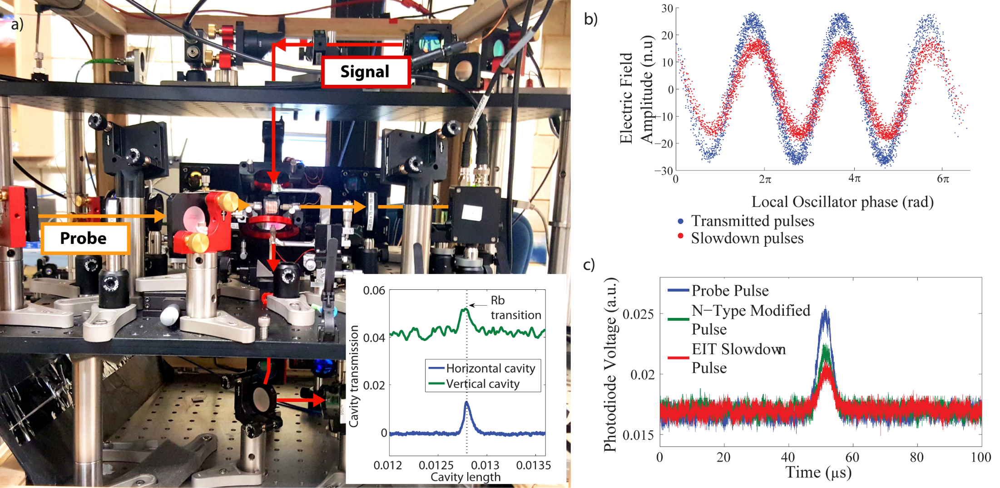 a)
Signal
Probe
THORLABS
0.06
0.04
0.02
0
Cavity transmission
Rb
transition
Horizontal cavity
Vertical cavity
0.012
0.0125
0.013
0.0135
Cavity length
b)
30
20
10
0
−10
−20
−30
Electric Field
Amplitude (n.u)
0
2π
4π
6π
Local Oscillator phase (rad)
Transmitted pulses
Slowdown pulses
c)
Photodiode Voltage (a.u.)
0.025
0.02
0.015
Probe Pulse
N−Type Modified
Pulse
EIT Slowdown
Pulse
0
20
40
60
80
100
Time (μs)